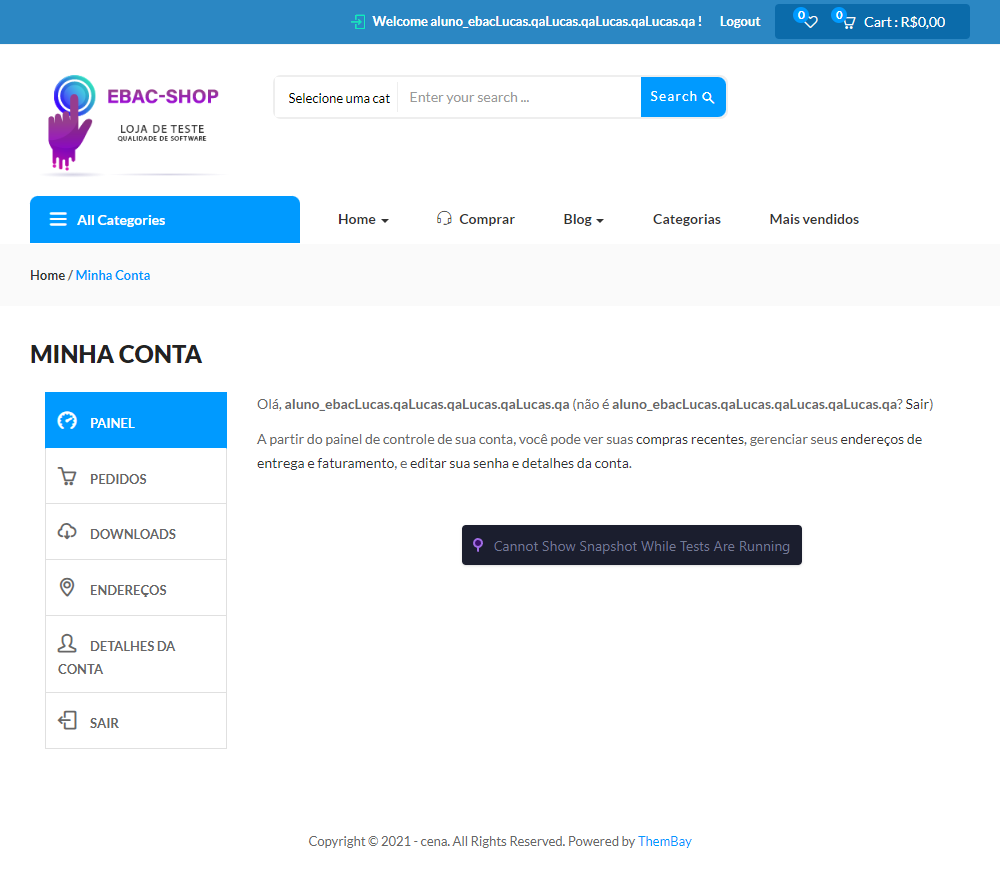 Welcome aluno_ebacLucas.qaLucas.qaLucas.qaLucas.qa ! Logout 0 0 Cart : R$0,00
EBAC-SHOP
LOJA DE TESTE
QUALIDADE DE SOFTWARE
Selecione uma cat Enter your search ... Search
All Categories Home Comprar Blog Categorias Mais vendidos
Home / Minha Conta
MINHA CONTA
PAINEL
PEDIDOS
DOWNLOADS
ENDEREÇOS
DETALHES DA
CONTA
SAIR
Olá, aluno_ebacLucas.qaLucas.qaLucas.qaLucas.qa (não é aluno_ebacLucas.qaLucas.qaLucas.qaLucas.qa? Sair)
A partir do painel de controle de sua conta, você pode ver suas compras recentes, gerenciar seus endereços de
entrega e faturamento, e editar sua senha e detalhes da conta.
Cannot Show Snapshot While Tests Are Running
Copyright © 2021 - cena. All Rights Reserved. Powered by ThemBay